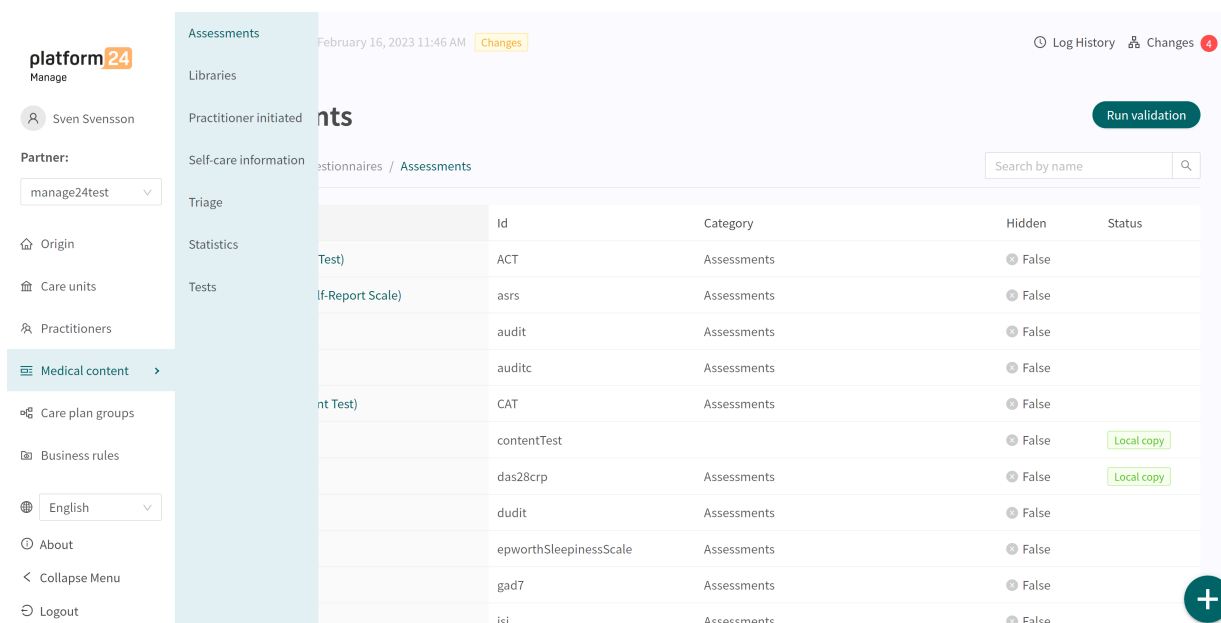 platform24
Manage
Sven Svensson
Partner:
manage24test
Origin
Care units
Practitioners
Medical content
Care plan groups
Business rules
English
About
Collapse Menu
Logout
Assessments
Libraries
Practitioner initiated
Self-care information
Triage
Statistics
Tests
February 16, 2023 11:46 AM Changes
Log History Changes 4
nts
Run validation
estionnaires / Assessments
Search by name
Id Category Hidden Status
Test) ACT Assessments False
lf-Report Scale) asrs Assessments False
audit Assessments False
auditc Assessments False
nt Test) CAT Assessments False
contentTest False Local copy
das28crp Assessments False Local copy
dudit Assessments False
epworthSleepinessScale Assessments False
gad7 Assessments False
isi Assessments False